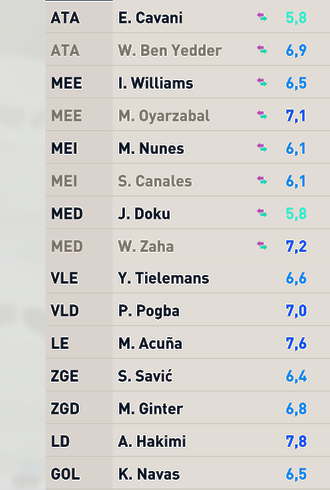 ATA E. Cavani 5,8
ATA W. Ben Yedder 6,9
MEE I. Williams 6,5
MEE M. Oyarzabal 7,1
MEI M. Nunes 6,1
MEI S. Canales 6,1
MED J. Doku 5,8
MED W. Zaha 7,2
VLE Y. Tielemans 6,6
VLD P. Pogba 7,0
LE M. Acuña 7,6
ZGE S. Savić 6,4
ZGD M. Ginter 6,8
LD A. Hakimi 7,8
GOL K. Navas 6,5